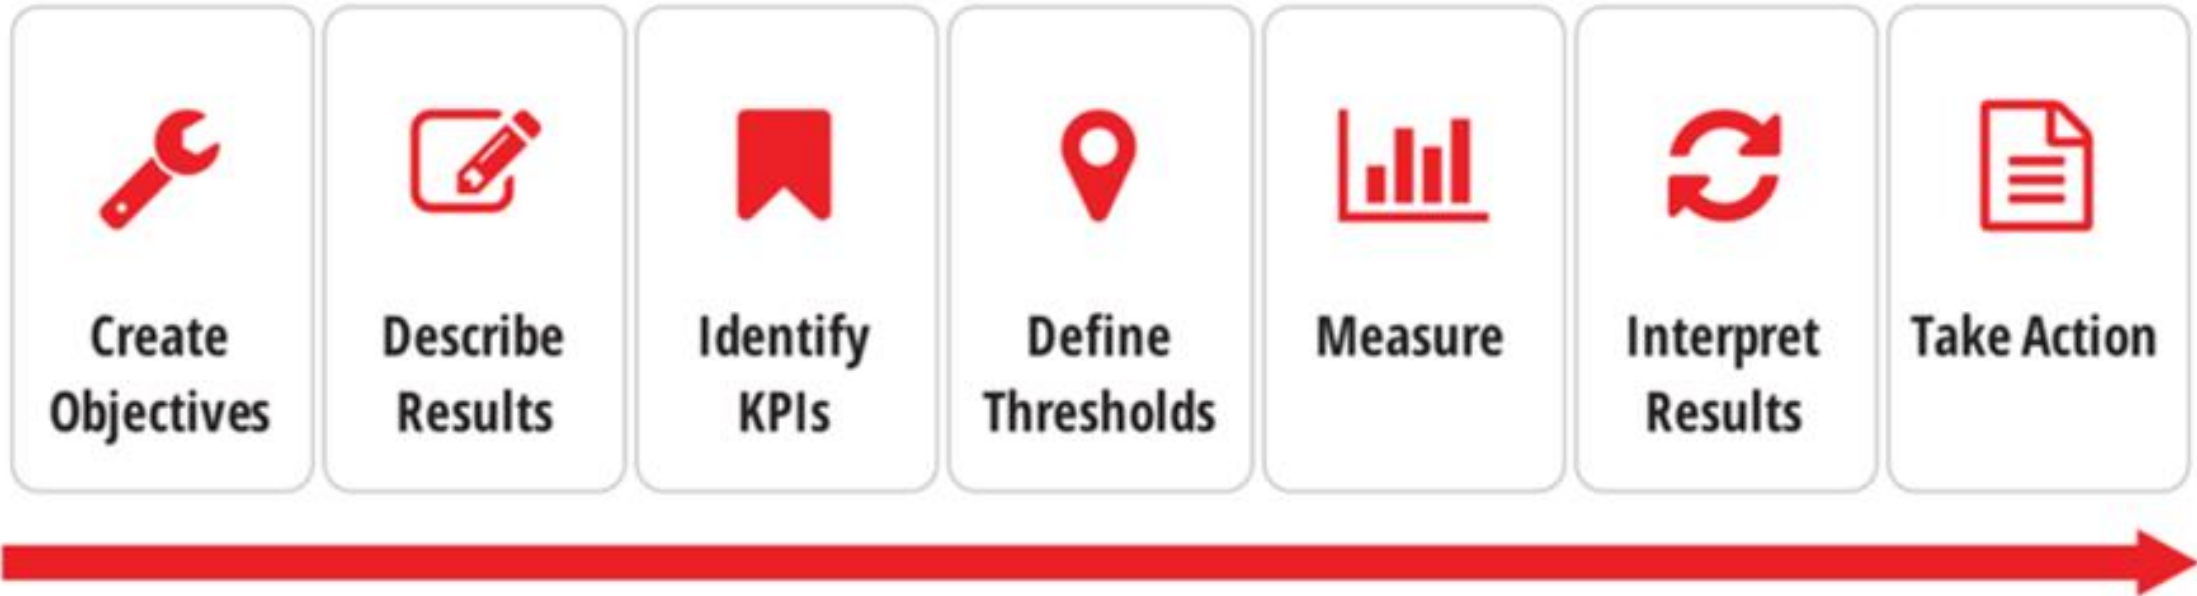 Create
Objectives
Describe
Results
Identify
KPIs
Define
Thresholds
Measure
Interpret
Results
Take Action